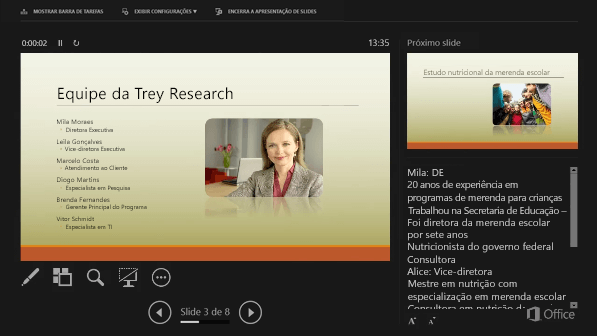 MOSTRAR BARRA DE TAREFAS
EXIBIR CONFIGURAÇÕES ▼
ENCERRA A APRESENTAÇÃO DE SLIDES
0:00:02
13:35
Equipe da Trey Research
Mila Moraes
Diretora Executiva
Leila Gonçalves
Vice-diretora Executiva
Marcelo Costa
Atendimento ao Cliente
Diogo Martins
Especialista em Pesquisa
Brenda Fernandes
Gerente Principal do Programa
Vitor Schmidt
Especialista em TI
Slide 3 de 8
Próximo slide
Estudo nutricional da merenda escolar
Mila: DE
20 anos de experiência em
programas de merenda para crianças
Trabalhou na Secretaria de Educação –
Foi diretora da merenda escolar
por sete anos
Nutricionista do governo federal
Consultora
Alice: Vice-diretora
Mestre em nutrição com
especialização em merenda escolar
A A
Office